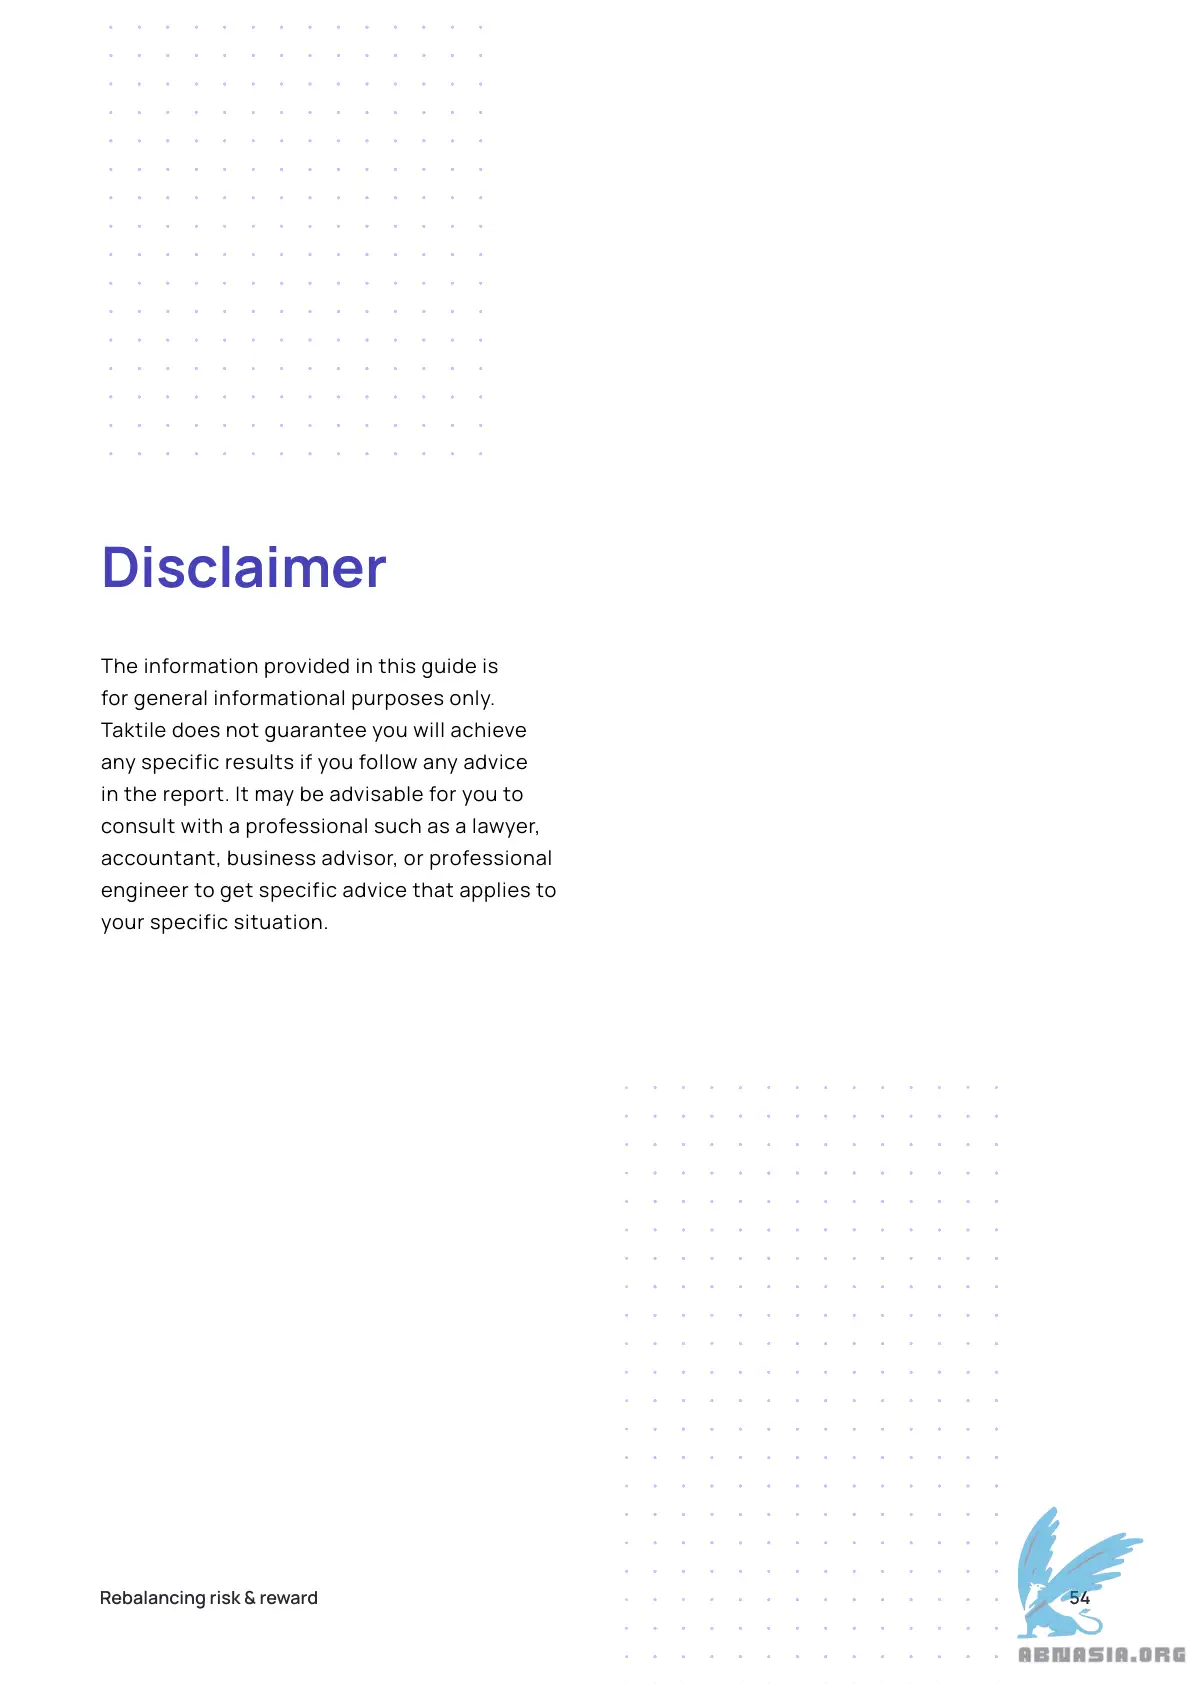 Disclaimer
The information provided in this guide is
for general informational purposes only.
Taktile does not guarantee you will achieve
any specific results if you follow any advice
in the report. It may be advisable for you to
consult with a professional such as a lawyer,
accountant, business advisor, or professional
engineer to get specific advice that applies to
your specific situation.
Rebalancing risk & reward
54
ABNASIA.ORG